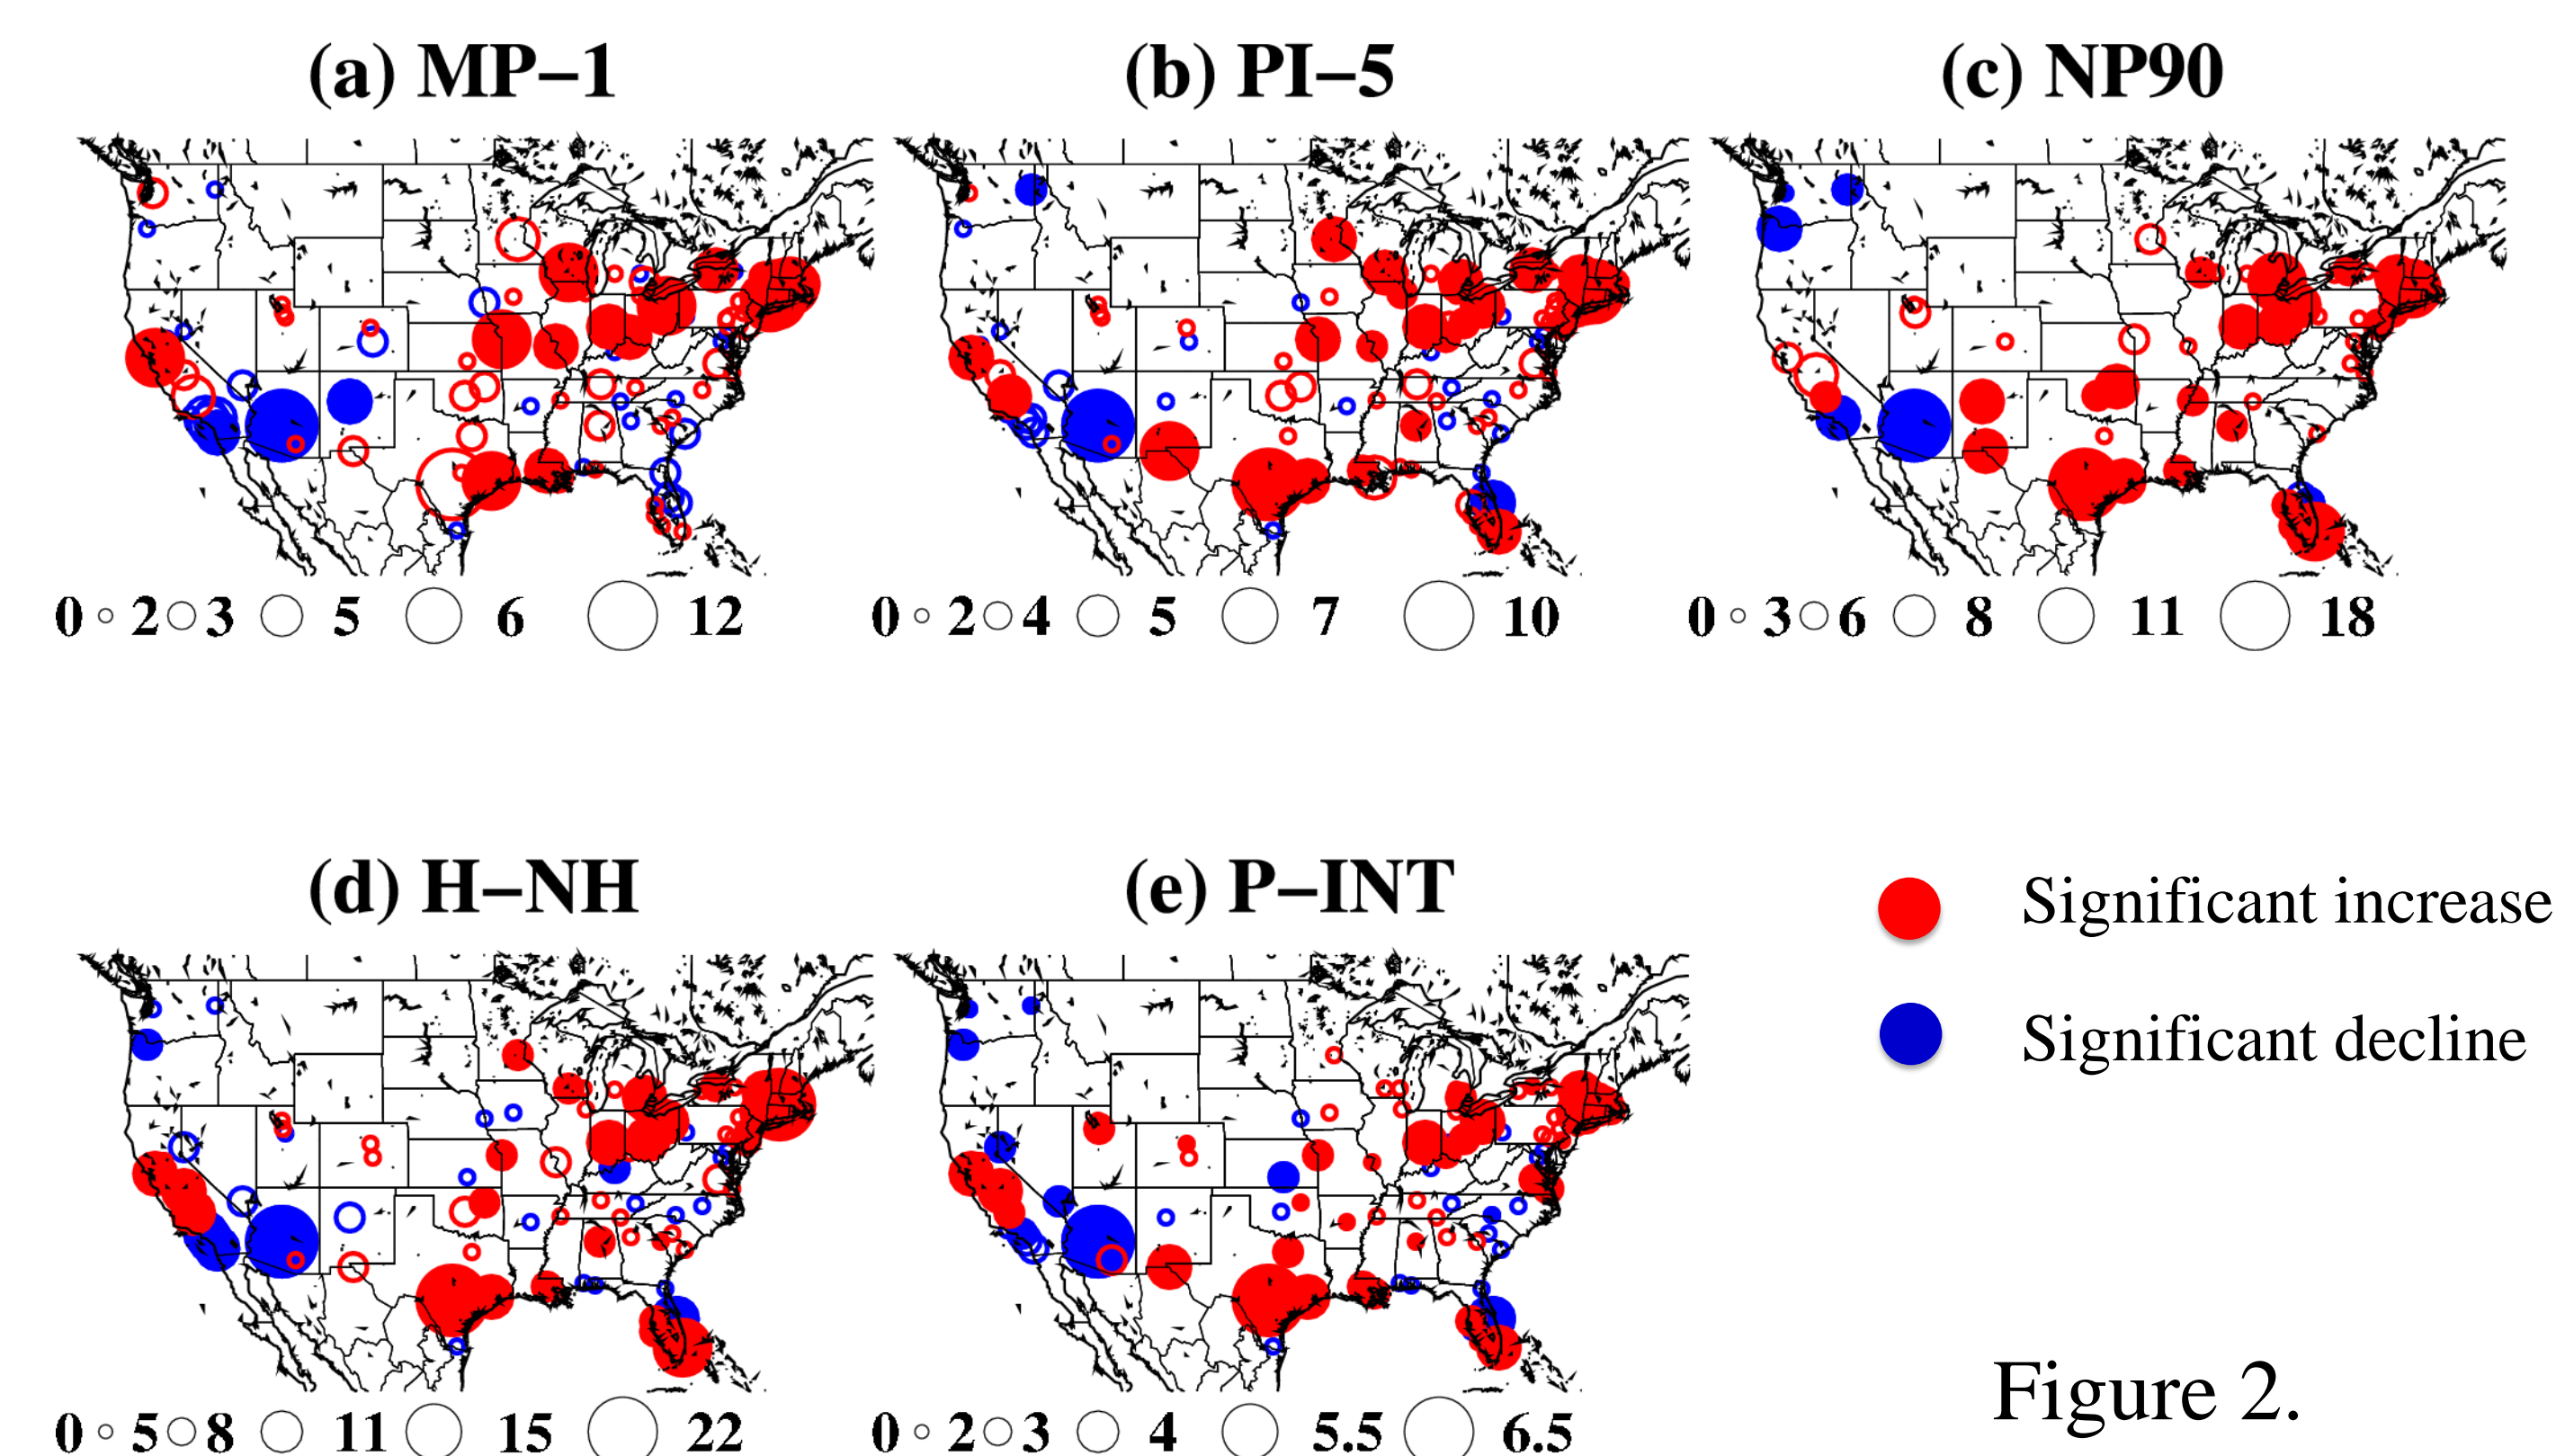 (a) MP–1
(b) PI–5
(c) NP90
0 2 3 5 6 12
0 2 4 5 7 10
0 3 6 8 11 18
(d) H–NH
(e) P–INT
Significant increase
Significant decline
Figure 2.
0 5 8 11 15 22
0 2 3 4 5.5 6.5